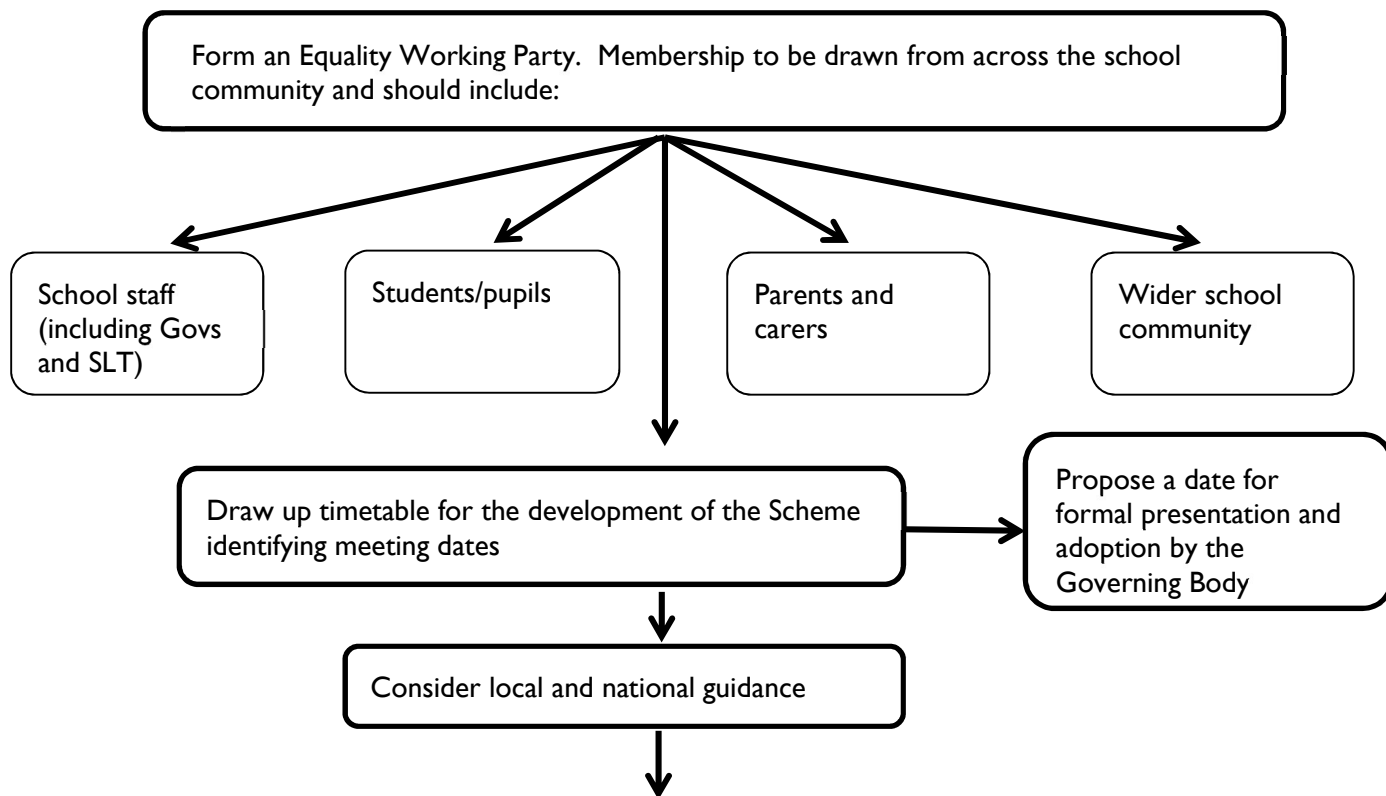 Form an Equality Working Party.  Membership to be drawn from across the school
community and should include:
School staff
(including Govs
and SLT)
Students/pupils
Parents and
carers
Wider school
community
Draw up timetable for the development of the Scheme
identifying meeting dates
Propose a date for
formal presentation and
adoption by the
Governing Body
Consider local and national guidance